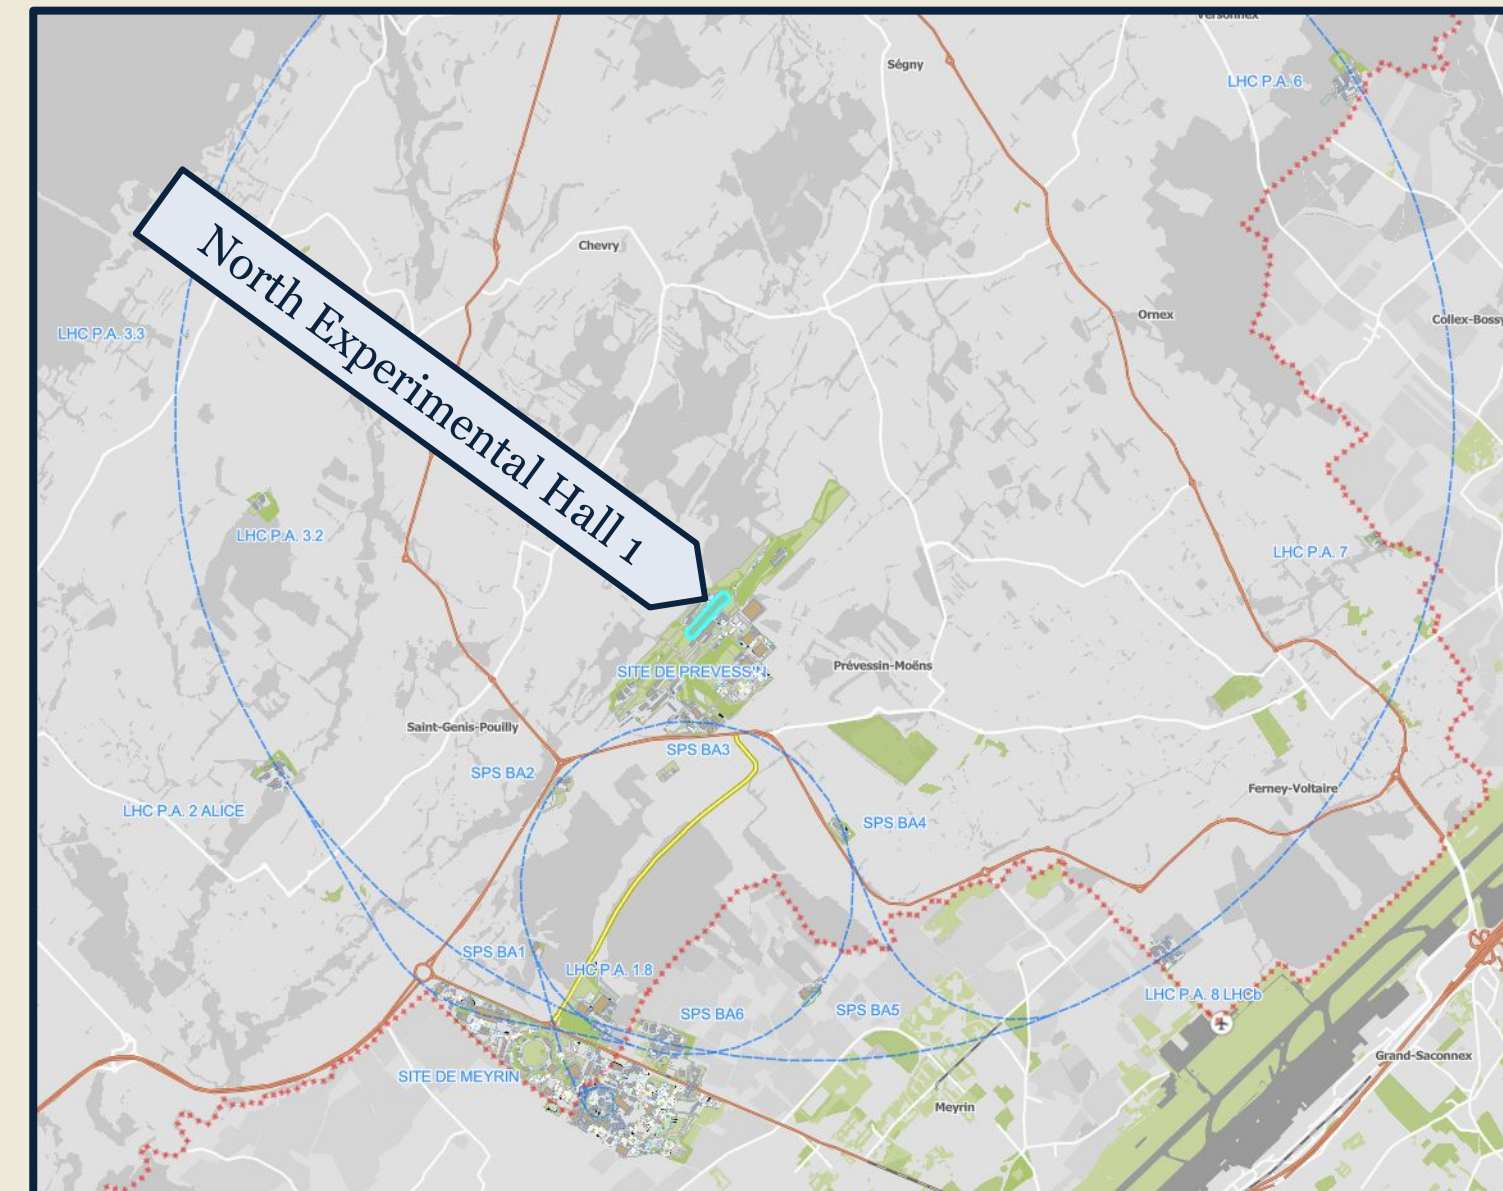 Versonnex
Ségny
LHC P.A. 6
North Experimental Hall 1
Chevry
Ornex
Collex-Bossy
LHC P.A. 3.3
LHC P.A. 3.2
LHC P.A. 7
SITE DE PREVESSIN
Prévessin-Moëns
Saint-Genis-Pouilly
SPS BA3
SPS BA2
Ferney-Voltaire
LHC P.A. 2 ALICE
SPS BA4
SPS BA1
LHC P.A. 1.8
LHC P.A. 8 LHCb
SPS BA6
SPS BA5
Grand-Saconnex
SITE DE MEYRIN
Meyrin